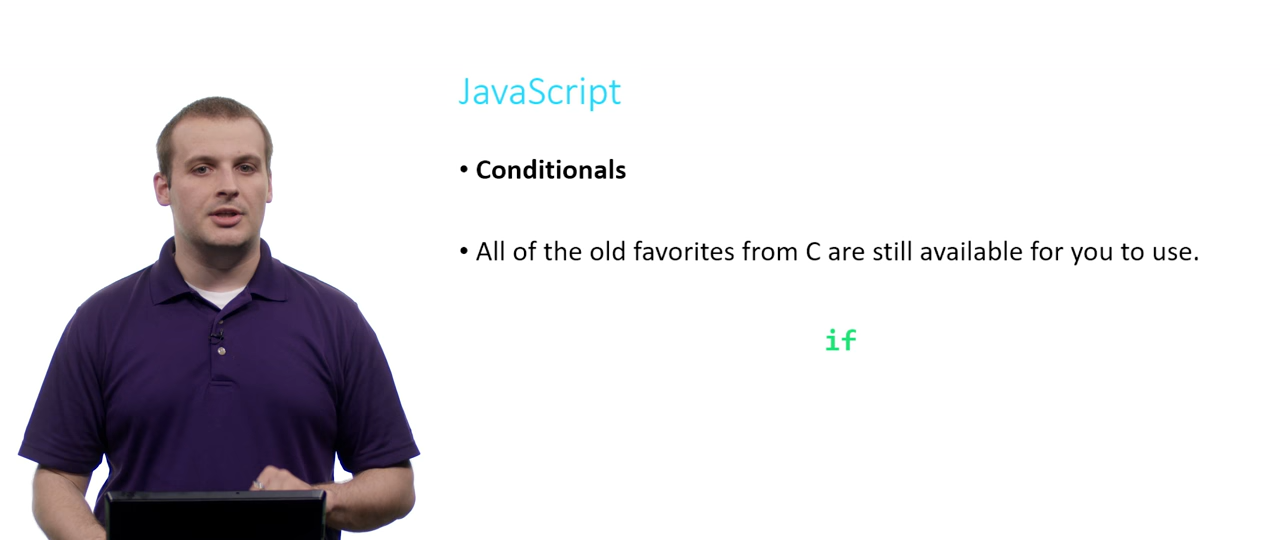 JavaScript
• Conditionals
• All of the old favorites from C are still available for you to use.
if